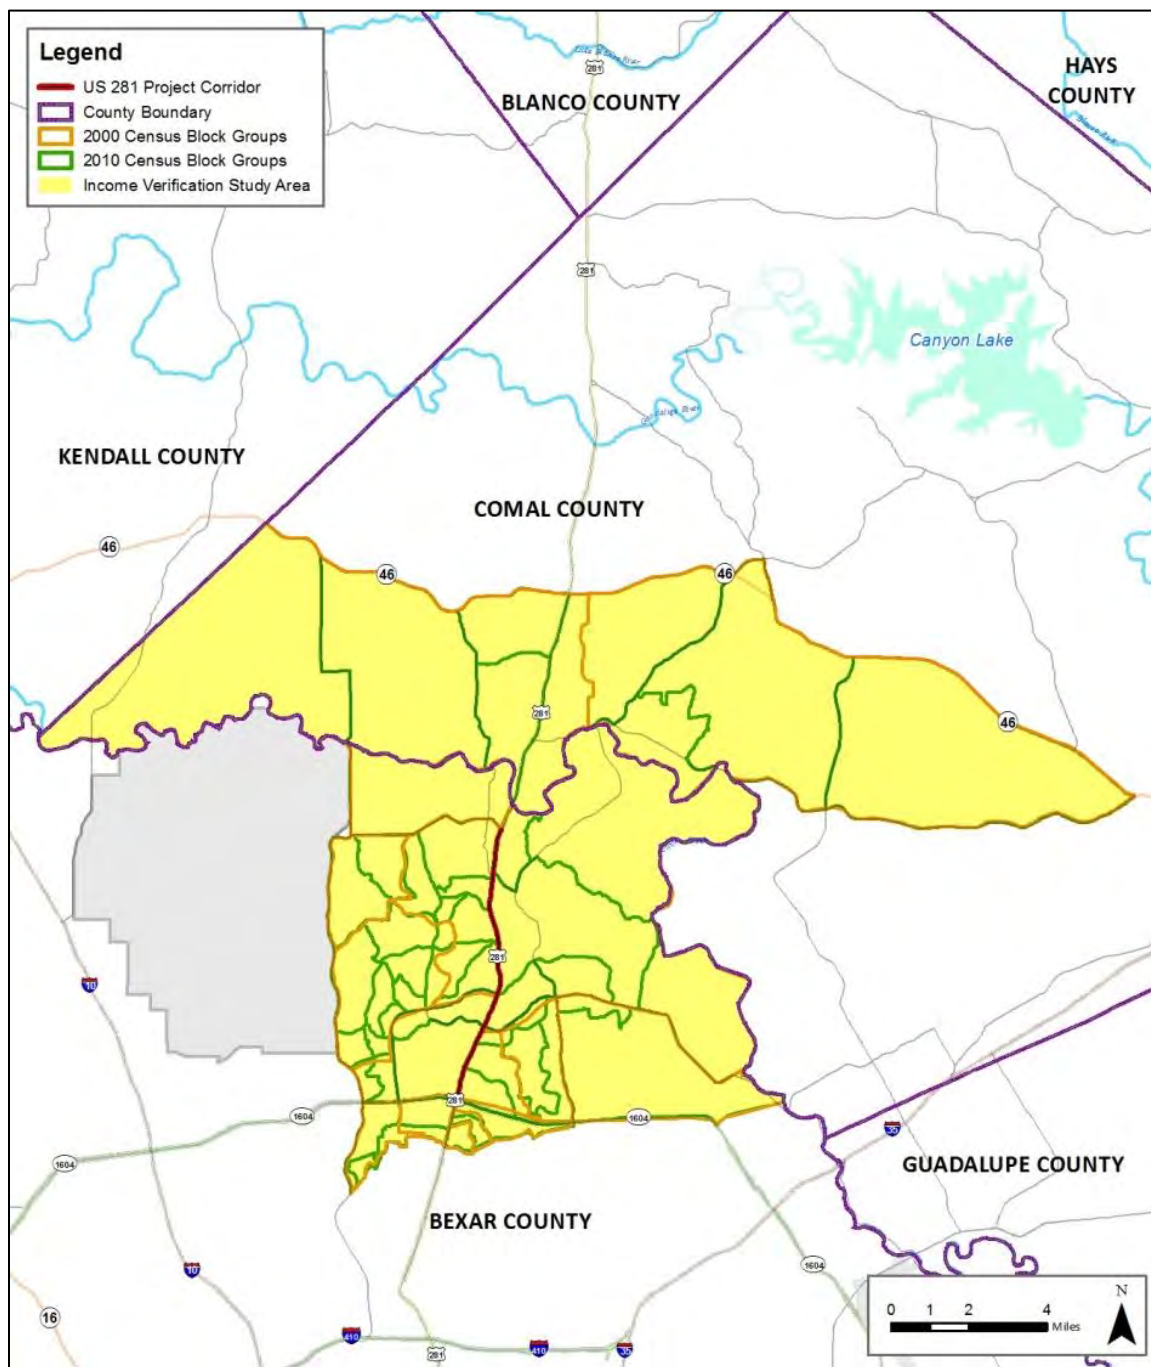 Legend
US 281 Project Corridor
County Boundary
2000 Census Block Groups
2010 Census Block Groups
Income Verification Study Area
281
BLANCO COUNTY
HAYS
COUNTY
281
Canyon Lake
River
KENDALL COUNTY
COMAL COUNTY
46
46
46
281
46
281
10
281
1604
1604
35
1604
GUADALUPE COUNTY
BEXAR COUNTY
1604
10
16
410
281
410
35
0 1 2 4
Miles
N